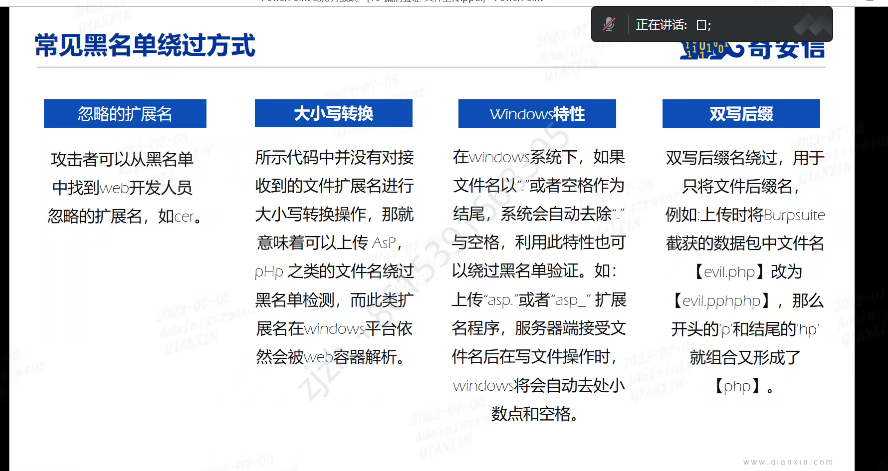 正在讲话: 口;
常见黑名单绕过方式
奇安信
忽略的扩展名
攻击者可以从黑名单
中找到web开发人员
忽略的扩展名，如cer。
大小写转换
所示代码中并没有对接
收到的文件扩展名进行
大小写转换操作，那就
意味着可以上传 AsP，
pHp 之类的文件名绕过
黑名单检测，而此类扩
展名在windows平台依
然会被web容器解析。
Windows特性
在windows系统下，如果
文件名以“.”或者空格作为
结尾，系统会自动去除“.”
与空格，利用此特性也可
以绕过黑名单验证。如：
上传“asp.”或者“asp_” 扩展
名程序，服务器端接受文
件名后在写文件操作时，
windows将会自动去处小
数点和空格。
双写后缀
双写后缀名绕过，用于
只将文件后缀名，
例如:上传时将Burpsuite
截获的数据包中文件名
【evil.php】改为
【evil.pphphp】，那么
开头的'p'和结尾的'hp'
就组合又形成了
【php】。
www.qianxin.com